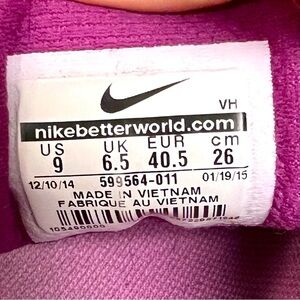 VH
nikebetterworld.com
US UK EUR cm
9 6.5 40.5 26
12/10/14 599564-011 01/19/15
MADE IN VIETNAM
FABRIQUE AU VIETNAM